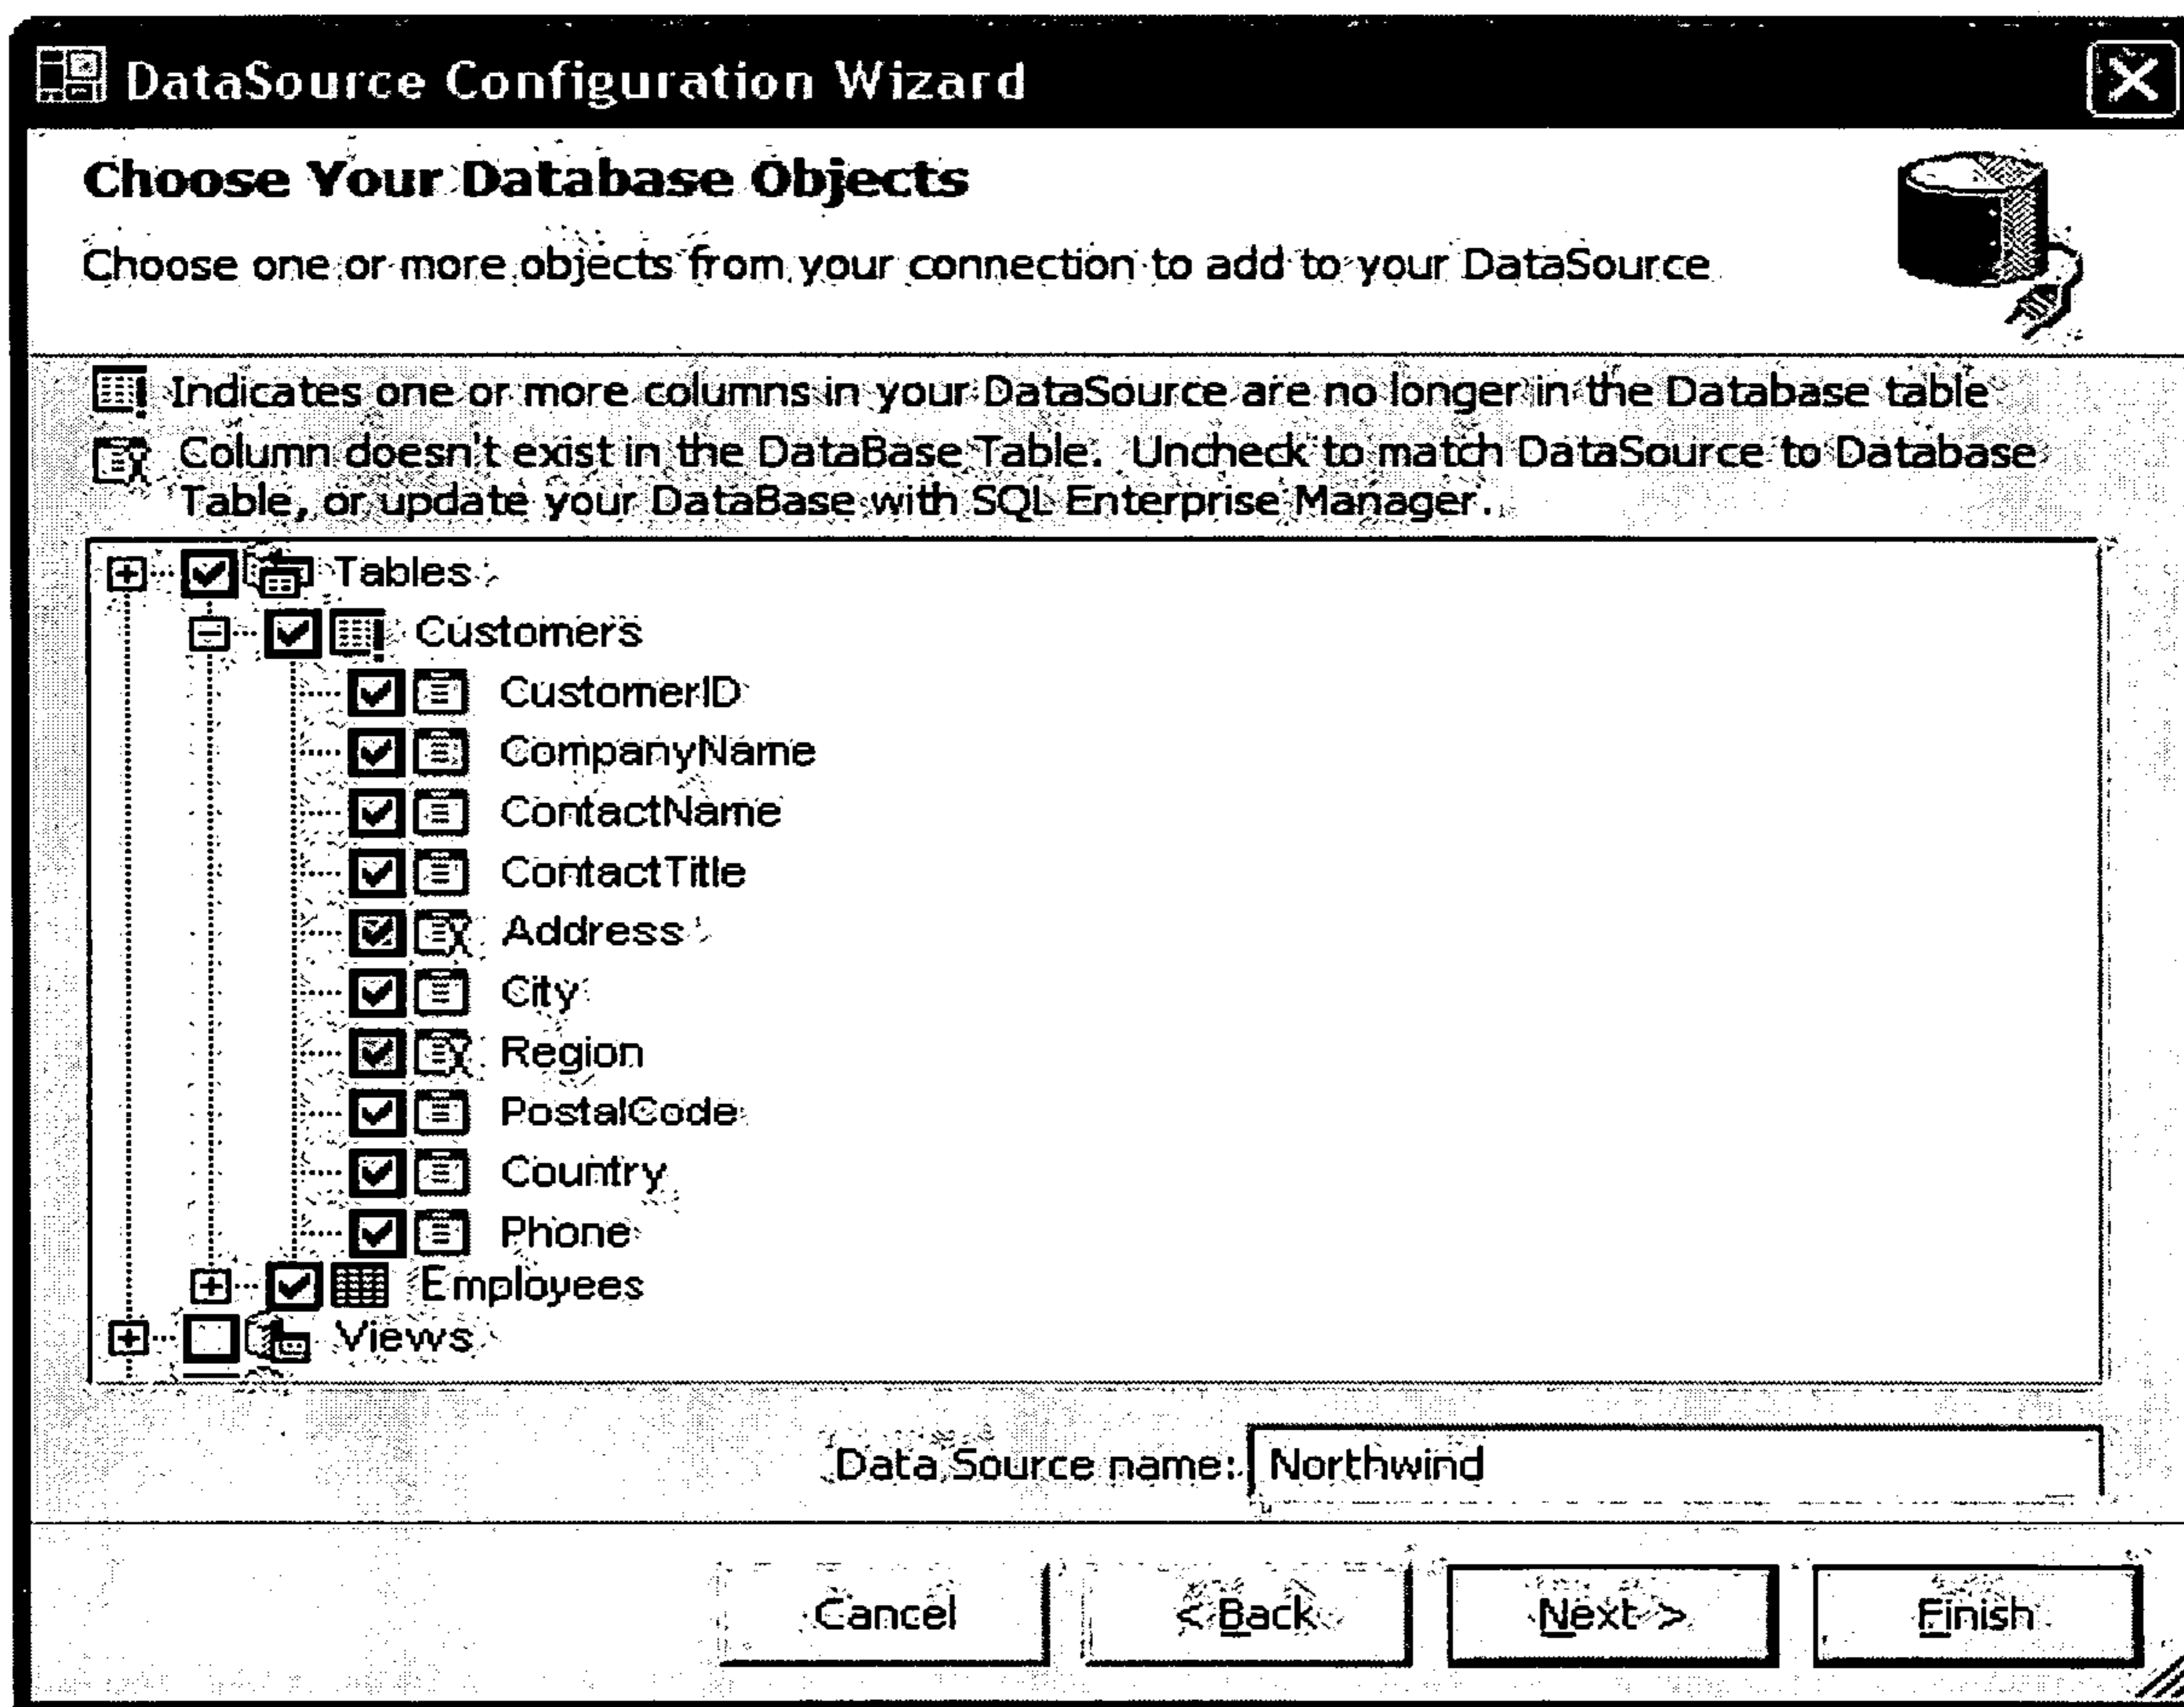 DataSource Configuration Wizard
Choose Your Database Objects
Choose one or more objects from your connection to add to your DataSource
Indicates one or more columns in your DataSource are no longer in the Database table
Column doesn't exist in the DataBase Table. Uncheck to match DataSource to Database
Table, or update your DataBase with SQL Enterprise Manager.
Tables
Customers
CustomerID
CompanyName
ContactName
ContactTitle
Address
City
Region
PostalCode
Country
Phone
Employees
Views
Data Source name: Northwind
Cancel < Back Next > Finish